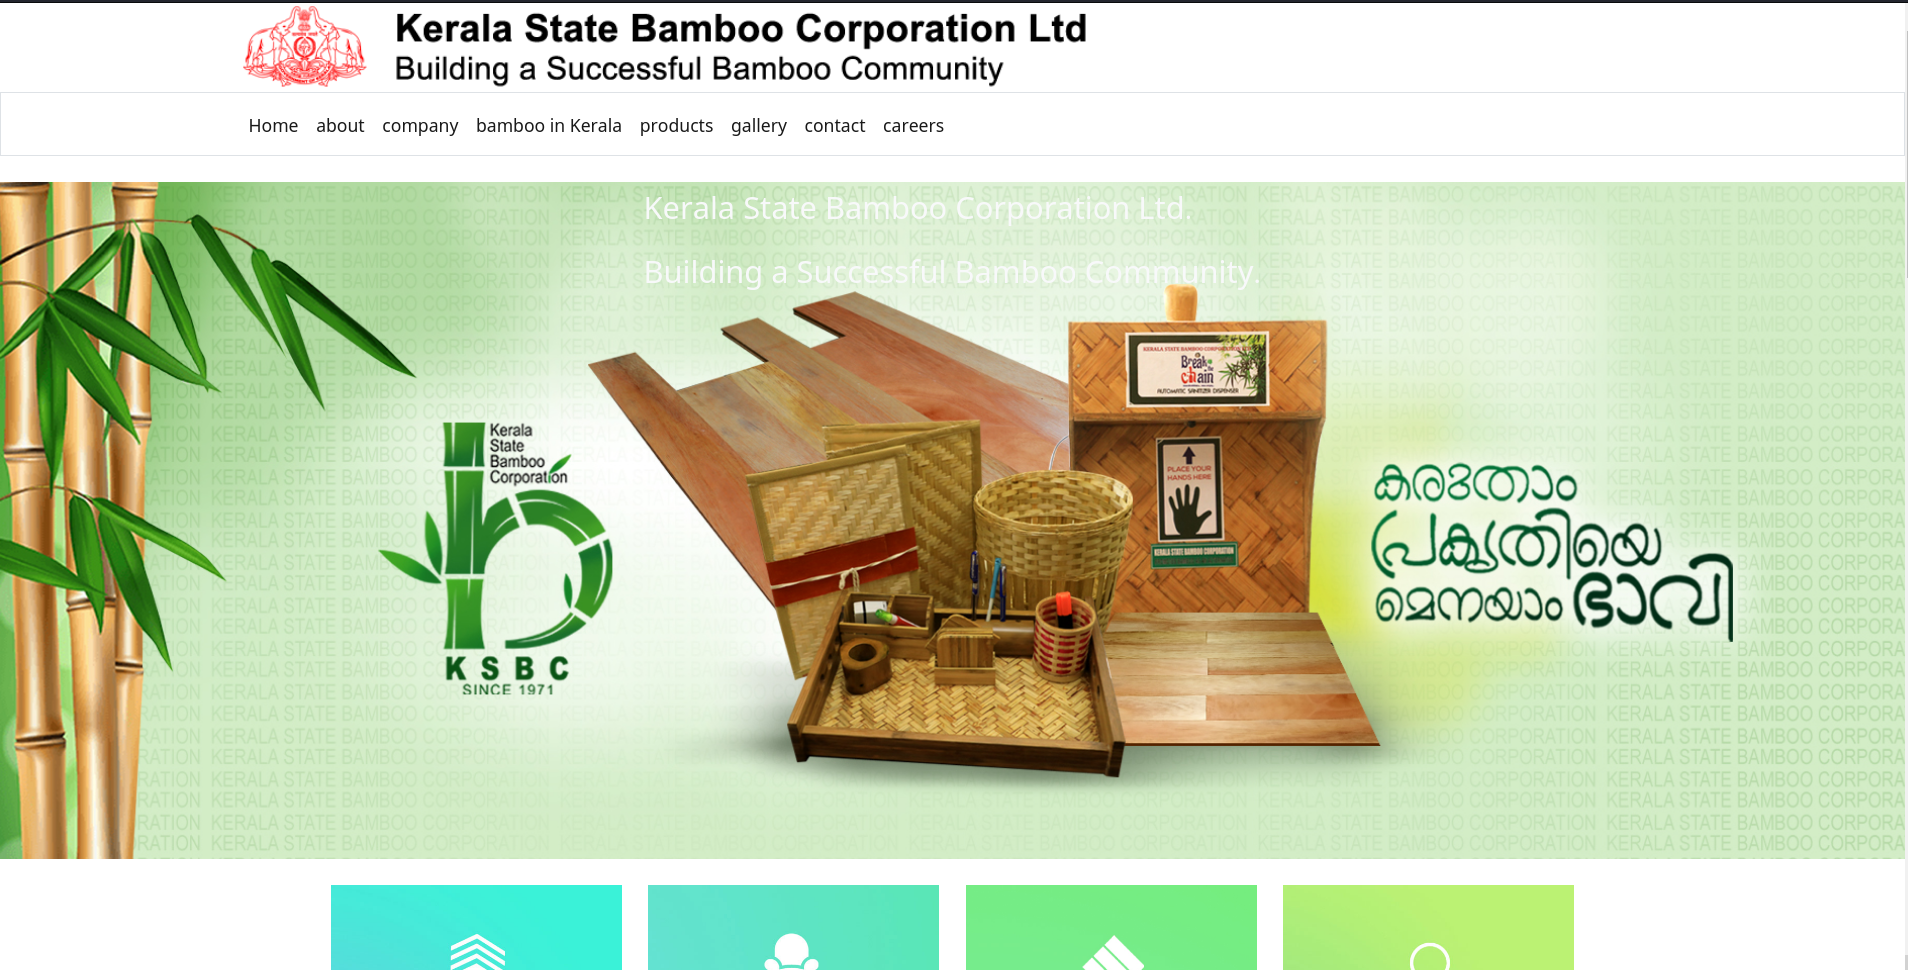 Kerala State Bamboo Corporation Ltd
Building a Successful Bamboo Community
Home about company bamboo in Kerala products gallery contact careers
Kerala State Bamboo Corporation Ltd.
Building a Successful Bamboo Community.
KERALA STATE BAMBOO CORPORATION
Break the chain
AUTOMATIC SANITIZER DISPENSER
PLACE YOUR
HANDS HERE
KERALA STATE BAMBOO CORPORATION
Kerala
State
Bamboo
Corporation
K S B C
SINCE 1971
കരുതാം
പ്രകൃതിയെ
മെനയാം ഭാവി